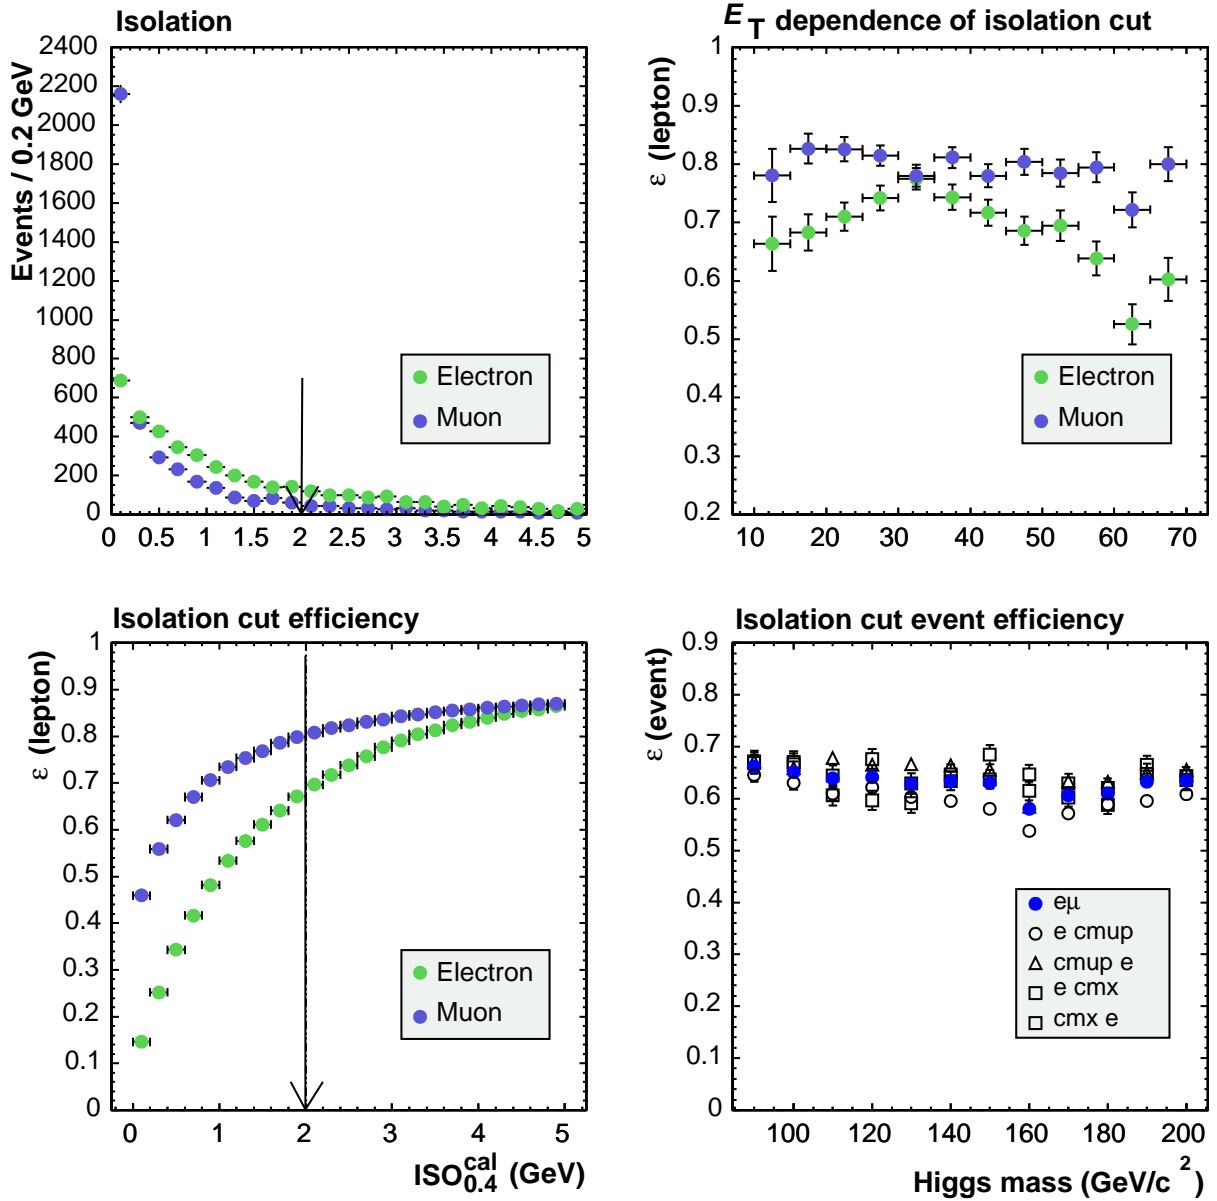 Isolation
Events / 0.2 GeV
2400
2200
2000
1800
1600
1400
1200
1000
800
600
400
200
0
0 0.5 1 1.5 2 2.5 3 3.5 4 4.5 5
Electron
Muon
E_T dependence of isolation cut
ε (lepton)
1
0.9
0.8
0.7
0.6
0.5
0.4
0.3
0.2
10 20 30 40 50 60 70
Electron
Muon
Isolation cut efficiency
ε (lepton)
1
0.9
0.8
0.7
0.6
0.5
0.4
0.3
0.2
0.1
0
0 1 2 3 4 5
Electron
Muon
ISO^cal_0.4 (GeV)
Isolation cut event efficiency
ε (event)
0.9
0.8
0.7
0.6
0.5
0.4
0.3
0.2
0.1
0
100 120 140 160 180 200
eμ
e cmup
cmup e
e cmx
cmx e
Higgs mass (GeV/c²)